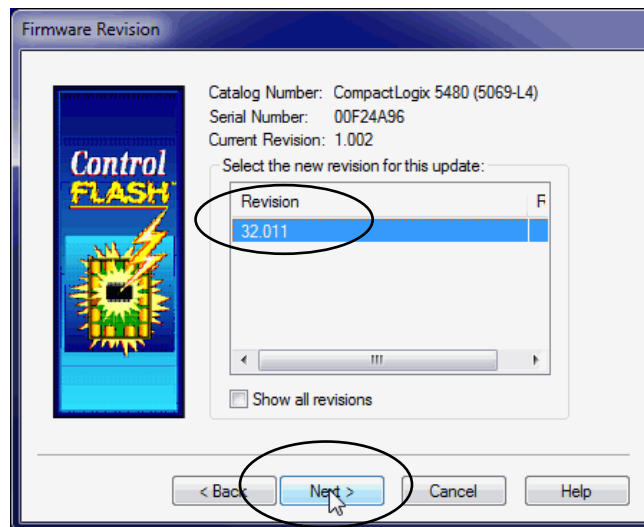 Firmware Revision
Catalog Number: CompactLogix 5480 (5069-L4)
Serial Number: 00F24A96
Current Revision: 1.002
Control
FLASH
Select the new revision for this update:
Revision F
32.011
Show all revisions
< Back Next > Cancel Help